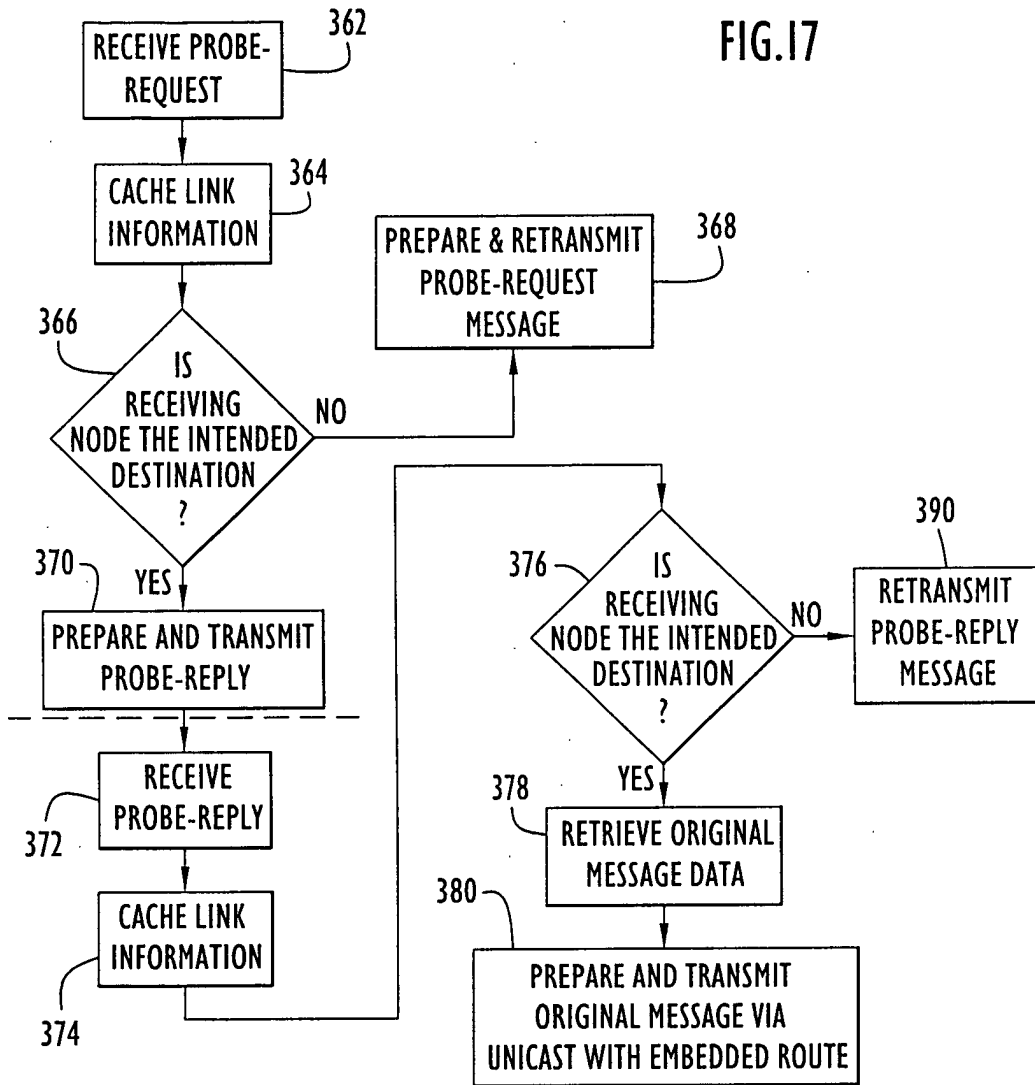 FIG.17
362
RECEIVE PROBE-
REQUEST
364
CACHE LINK
INFORMATION
366
IS
RECEIVING
NODE THE INTENDED
DESTINATION
?
NO
368
PREPARE & RETRANSMIT
PROBE-REQUEST
MESSAGE
YES
370
PREPARE AND TRANSMIT
PROBE-REPLY
372
RECEIVE
PROBE-REPLY
374
CACHE LINK
INFORMATION
376
IS
RECEIVING
NODE THE INTENDED
DESTINATION
?
NO
390
RETRANSMIT
PROBE-REPLY
MESSAGE
YES
378
RETRIEVE ORIGINAL
MESSAGE DATA
380
PREPARE AND TRANSMIT
ORIGINAL MESSAGE VIA
UNICAST WITH EMBEDDED ROUTE